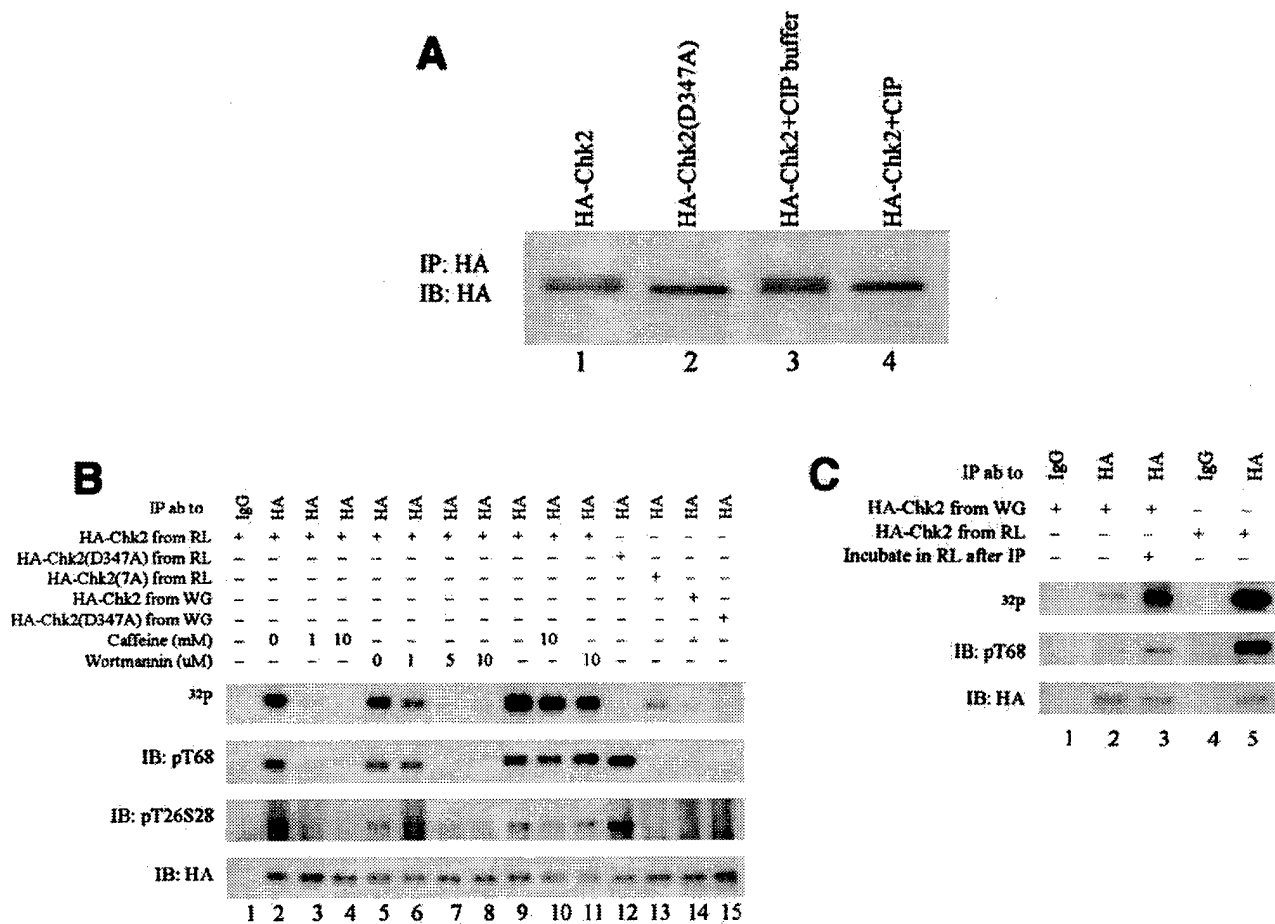 A
HA-Chk2
HA-Chk2(D347A)
HA-Chk2+CIP buffer
HA-Chk2+CIP
IP: HA
IB: HA
1 2 3 4
B
IP ab to IgG HA HA HA HA HA HA HA HA HA HA HA HA HA HA
HA-Chk2 from RL + + + + + + + + + + + – – – –
HA-Chk2(D347A) from RL – – – – – – – – – – – + – – –
HA-Chk2(7A) from RL – – – – – – – – – – – – + – –
HA-Chk2 from WG – – – – – – – – – – – – – + –
HA-Chk2(D347A) from WG – – – – – – – – – – – – – – +
Caffeine (mM) – 0 1 10 – – – – – 10 – – – – –
Wortmannin (uM) – – – – 0 1 5 10 – – 10 – – – –
32p
IB: pT68
IB: pT26S28
IB: HA
1 2 3 4 5 6 7 8 9 10 11 12 13 14 15
C
IP ab to IgG HA HA IgG HA
HA-Chk2 from WG + + + – –
HA-Chk2 from RL – – – + +
Incubate in RL after IP – – + – –
32p
IB: pT68
IB: HA
1 2 3 4 5